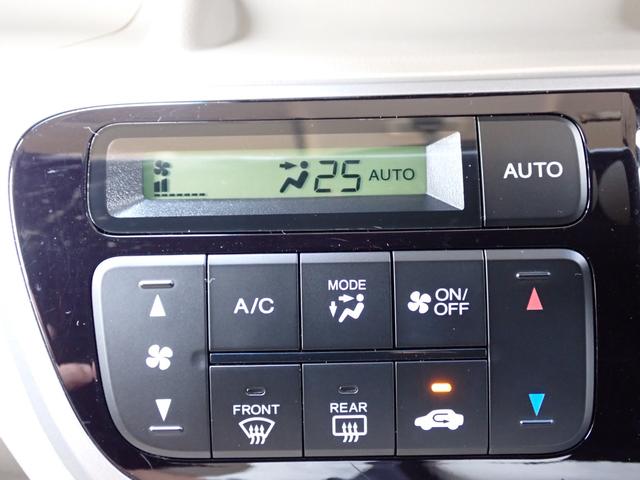 25 AUTO
AUTO
A/C
MODE
ON/
OFF
FRONT
REAR